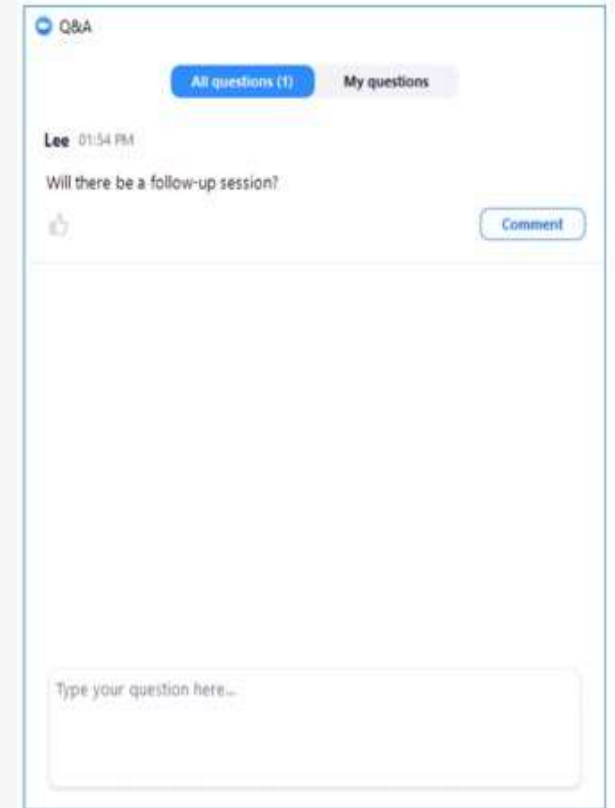 Q&A
All questions (1) My questions
Lee 01:54 PM
Will there be a follow-up session?
Comment
Type your question here...